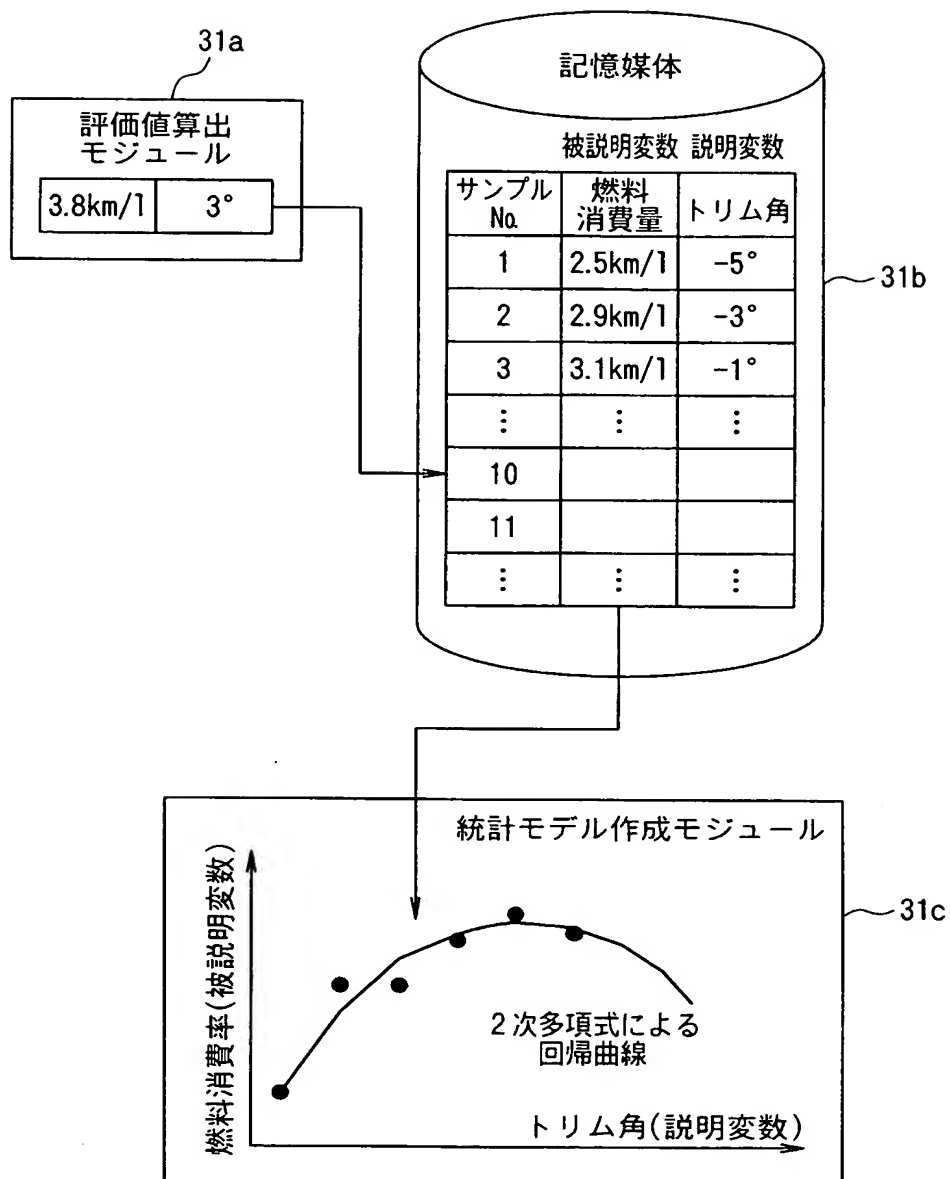 31a
記憶媒体
評価値算出
モジュール
3.8km/l 3°
被説明変数 説明変数
サンプル No. 燃料消費量 トリム角
1 2.5km/l -5°
31b
2 2.9km/l -3°
3 3.1km/l -1°
⋮ ⋮ ⋮
10
11
⋮ ⋮ ⋮
統計モデル作成モジュール
31c
燃料消費率(被説明変数)
2次多項式による
回帰曲線
トリム角(説明変数)